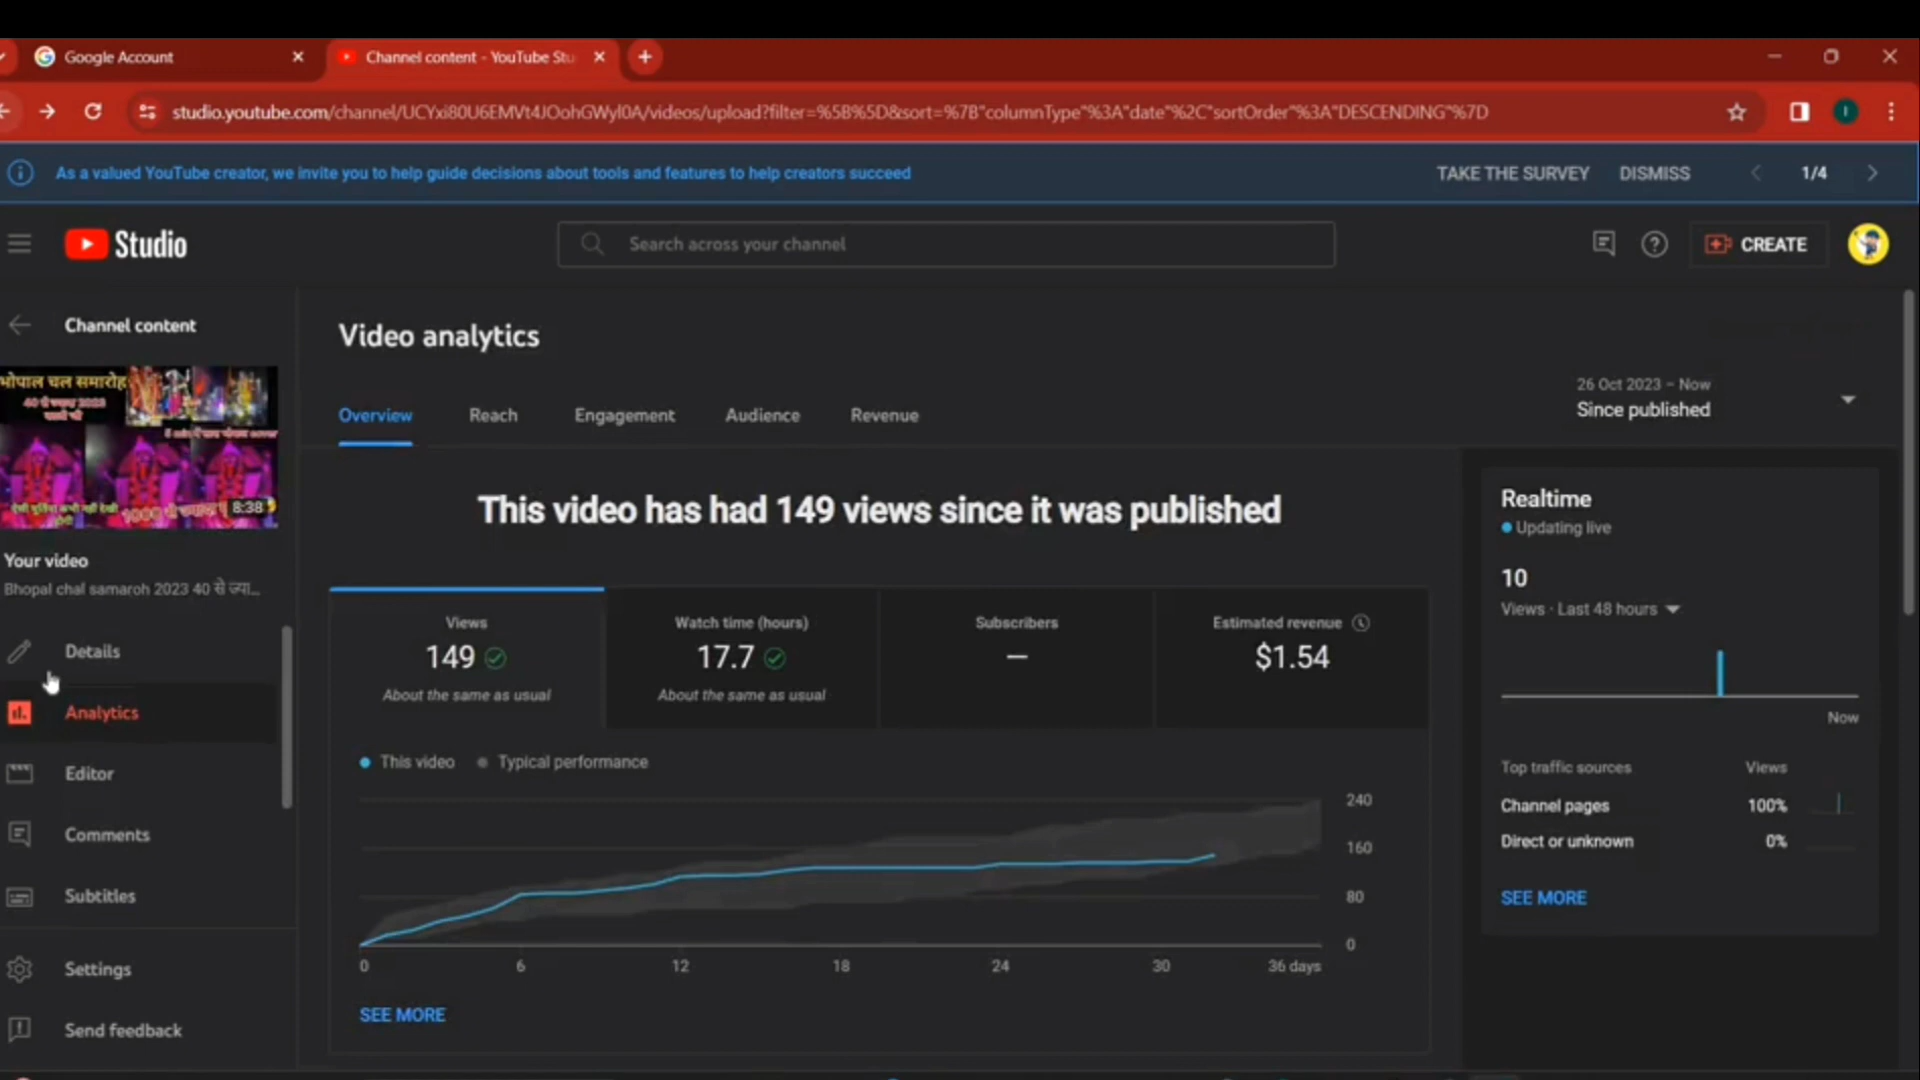 Google Account
Channel content - YouTube Stu
studio.youtube.com/channel/UCYxi80U6EMVt4JOohGWyl0A/videos/upload?filter=%5B%5D&sort=%7B"columnType"%3A"date"%2C"sortOrder"%3A"DESCENDING"%7D
As a valued YouTube creator, we invite you to help guide decisions about tools and features to help creators succeed
TAKE THE SURVEY
DISMISS
1/4
Studio
Search across your channel
CREATE
Channel content
भोपाल चल समारोह
8:38
Your video
Bhopal chal samaroh 2023 40 से ज्या...
Details
Analytics
Editor
Comments
Subtitles
Settings
Send feedback
Video analytics
26 Oct 2023 – Now
Since published
Overview
Reach
Engagement
Audience
Revenue
This video has had 149 views since it was published
Views
149
About the same as usual
Watch time (hours)
17.7
About the same as usual
Subscribers
—
Estimated revenue
$1.54
This video
Typical performance
240
160
80
0
0
6
12
18
24
30
36 days
SEE MORE
Realtime
Updating live
10
Views · Last 48 hours
Now
Top traffic sources
Views
Channel pages
100%
Direct or unknown
0%
SEE MORE